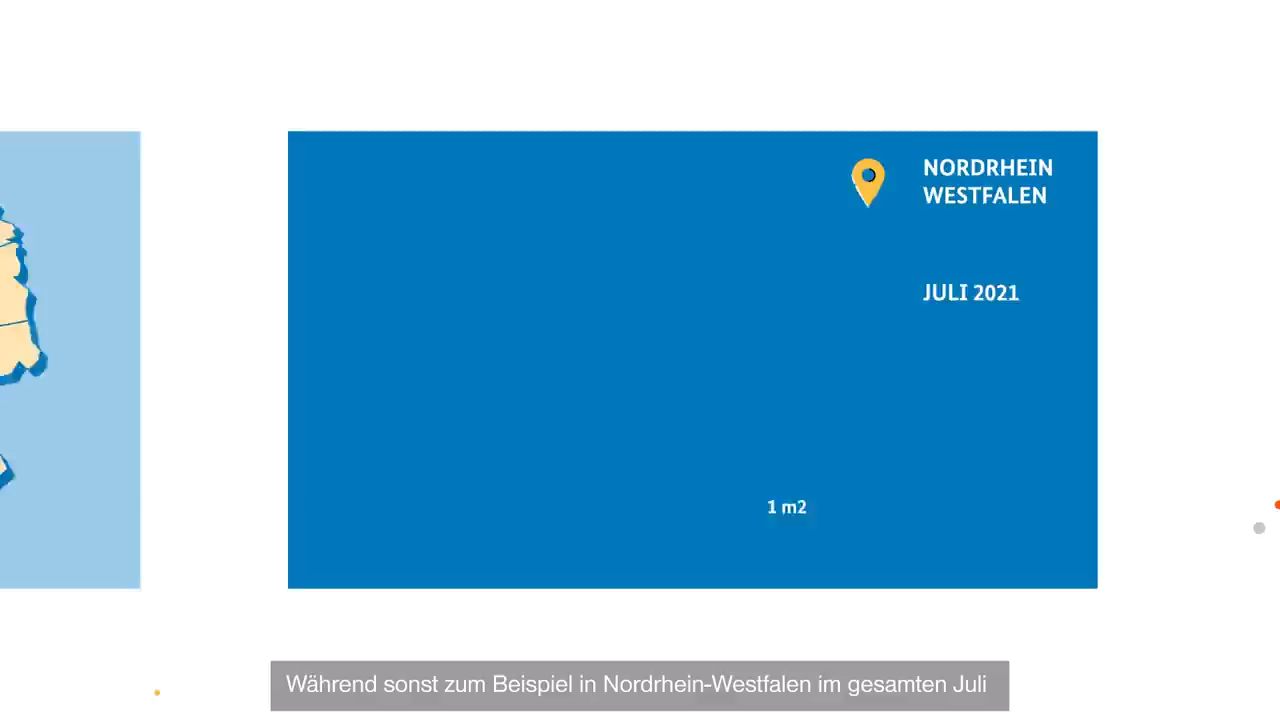 NORDRHEIN
WESTFALEN
JULI 2021
1 m2
Während sonst zum Beispiel in Nordrhein-Westfalen im gesamten Juli